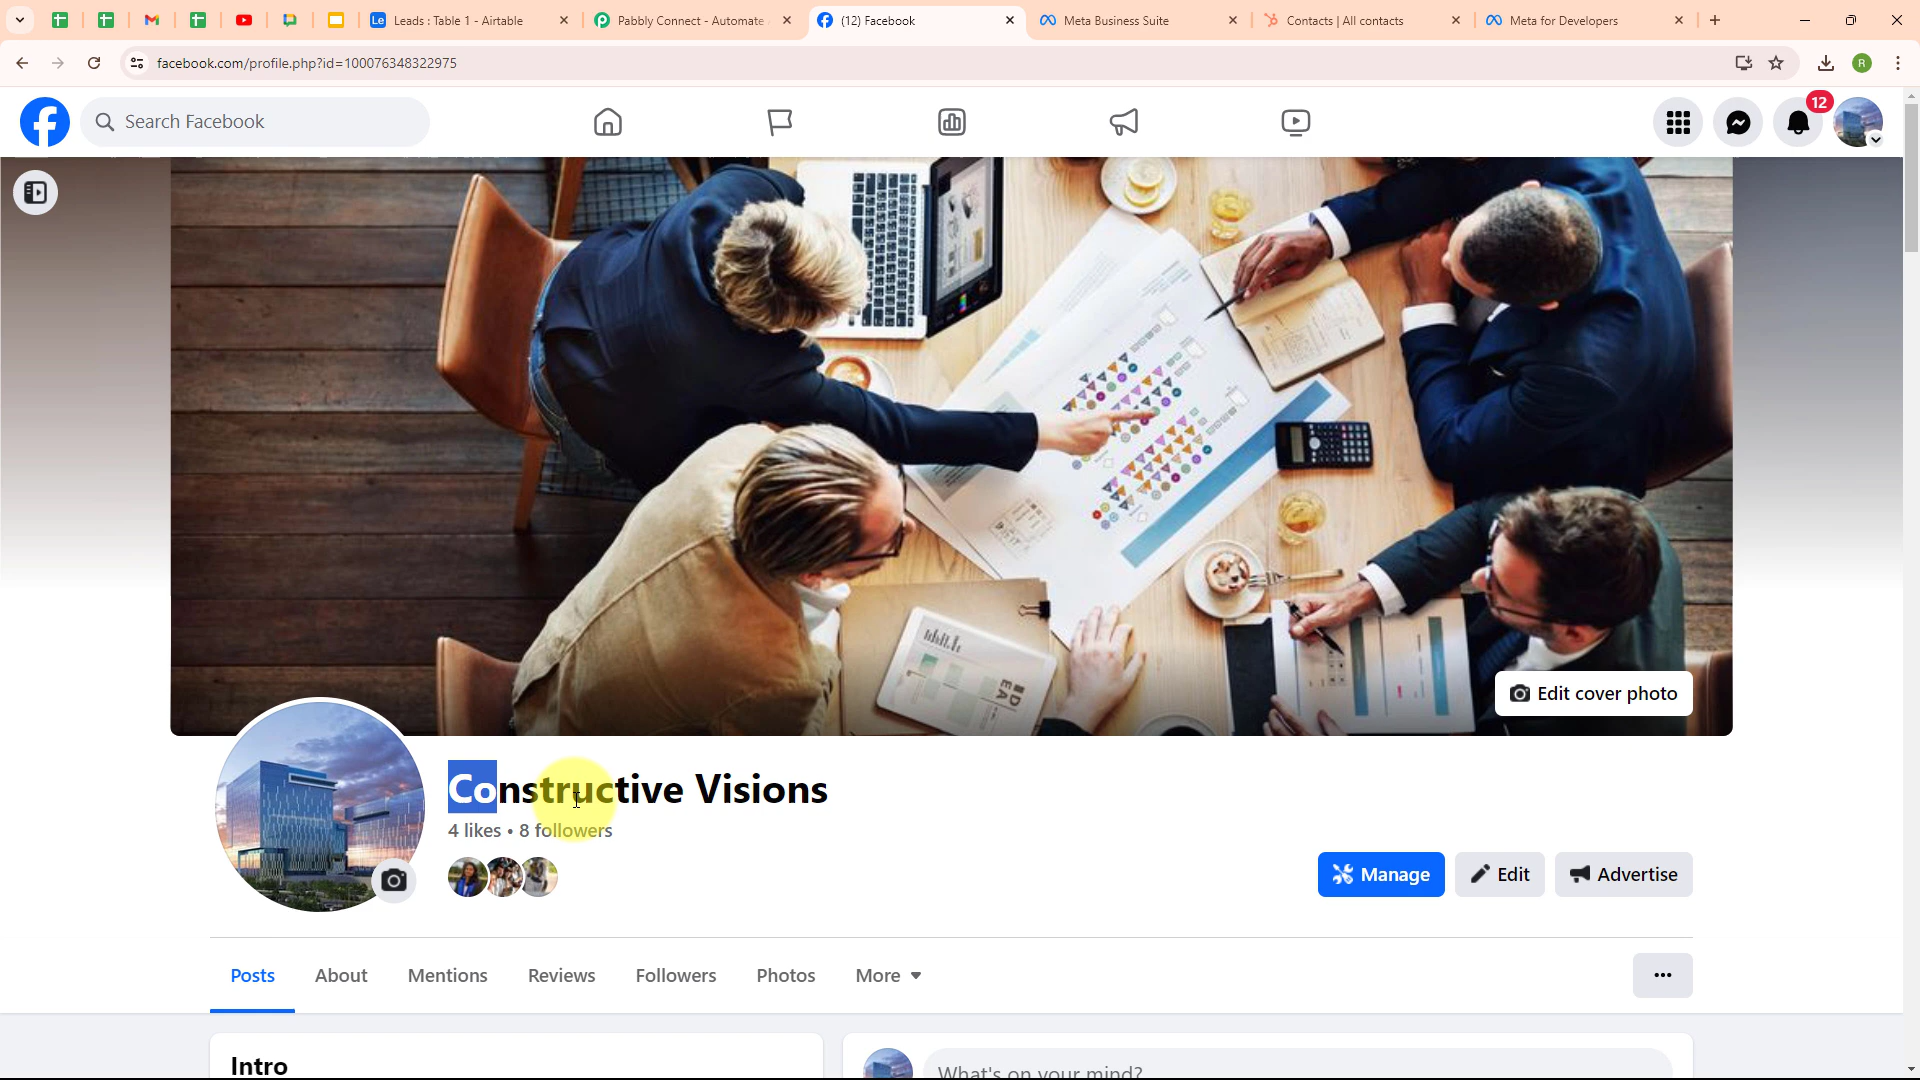 Leads : Table 1 - Airtable
Pabbly Connect - Automate
(12) Facebook
Meta Business Suite
Contacts | All contacts
Meta for Developers
facebook.com/profile.php?id=100076348322975
R
Search Facebook
12
Edit cover photo
Constructive Visions
4 likes • 8 followers
Manage
Edit
Advertise
Posts
About
Mentions
Reviews
Followers
Photos
More
Intro
What's on your mind?